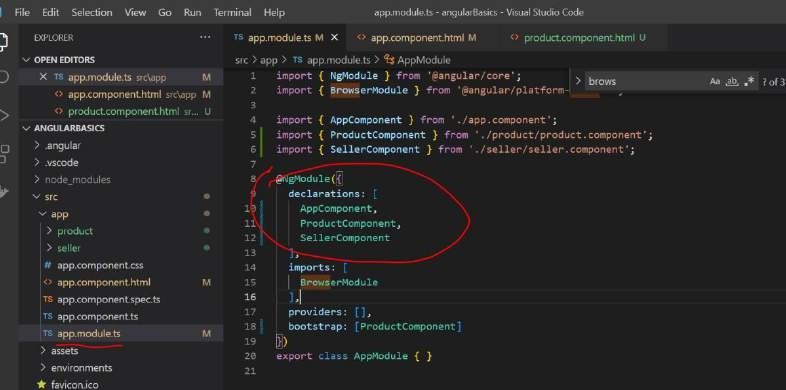 File Edit Selection View Go Run Terminal Help app.module.ts - angularBasics - Visual Studio Code
EXPLORER ...
OPEN EDITORS
TS app.module.ts src\app M
<> app.component.html src\app M
<> product.component.html sr... U
ANGULARBASICS
.angular
.vscode
node_modules
src
app
product
seller
# app.component.css
<> app.component.html M
TS app.component.spec.ts
TS app.component.ts
TS app.module.ts M
assets
environments
favicon.ico
TS app.module.ts M X <> app.component.html M <> product.component.html U
src > app > TS app.module.ts > AppModule
brows Aa ab .* ? of 3
1 import { NgModule } from '@angular/core';
2 import { BrowserModule } from '@angular/platform-
3
4 import { AppComponent } from './app.component';
5 import { ProductComponent } from './product/product.component';
6 import { SellerComponent } from './seller/seller.component';
7
8 @NgModule({
9 declarations: [
10 AppComponent,
11 ProductComponent,
12 SellerComponent
13 ],
14 imports: [
15 BrowserModule
16 ],
17 providers: [],
18 bootstrap: [ProductComponent]
19 })
20 export class AppModule { }
21